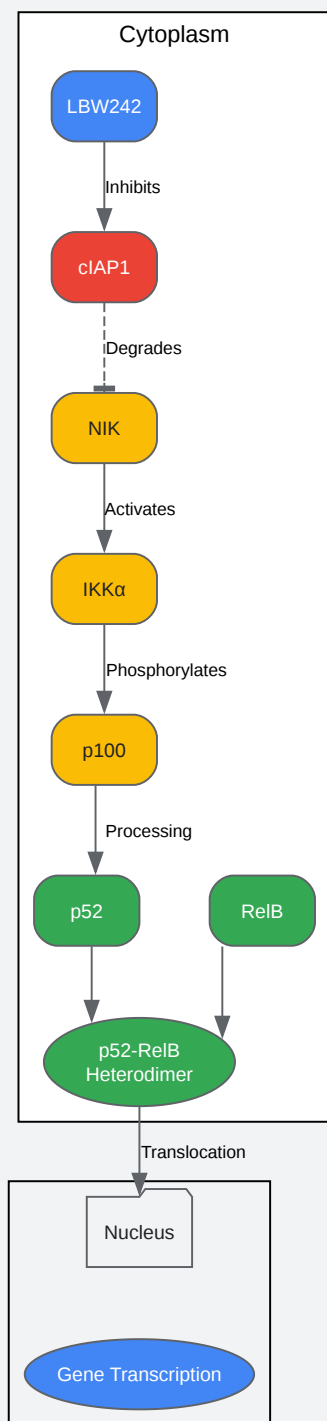 Cytoplasm
LBW242
Inhibits
cIAP1
Degrades
NIK
Activates
IKKα
Phosphorylates
p100
Processing
p52
RelB
p52-RelB
Heterodimer
Translocation
Nucleus
Gene Transcription